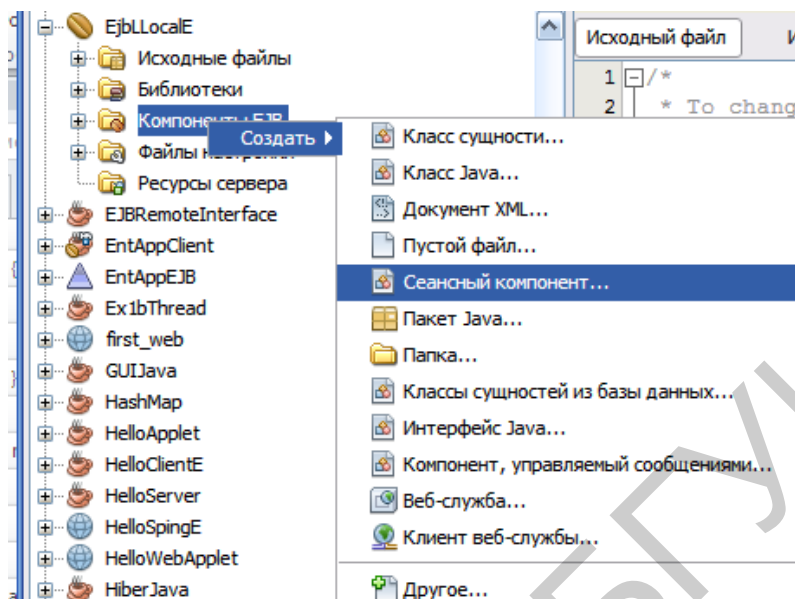 EjbLLocalE
Исходные файлы
Библиотеки
Компоненты EJB
Файлы настройки
Ресурсы сервера
EJBRemoteInterface
EntAppClient
EntAppEJB
Ex1bThread
first_web
GUIJava
HashMap
HelloApplet
HelloClientE
HelloServer
HelloSpingE
HelloWebApplet
HiberJava
Создать
Класс сущности...
Класс Java...
Документ XML...
Пустой файл...
Сеансный компонент...
Пакет Java...
Папка...
Классы сущностей из базы данных...
Интерфейс Java...
Компонент, управляемый сообщениями...
Веб-служба...
Клиент веб-службы...
Другое...
Исходный файл
1 /*
2 * To chang